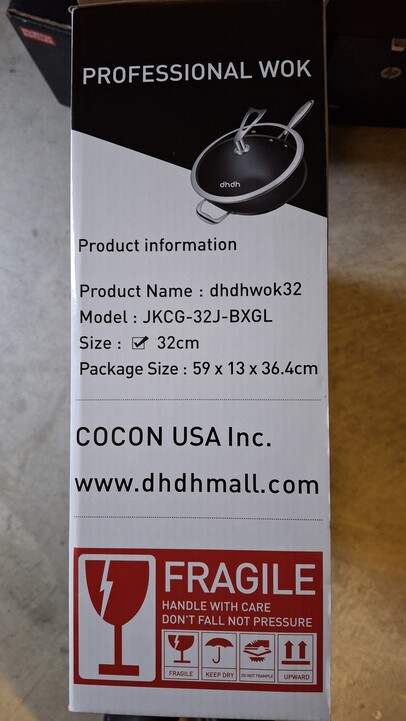 PROFESSIONAL WOK
dhdh
Product information
Product Name : dhdhwok32
Model : JKCG-32J-BXGL
Size : ☑ 32cm
Package Size : 59 x 13 x 36.4cm
COCON USA Inc.
www.dhdhmall.com
FRAGILE
HANDLE WITH CARE
DON'T FALL NOT PRESSURE
FRAGILE
KEEP DRY
DO NOT TRAMPLE
UPWARD
hp